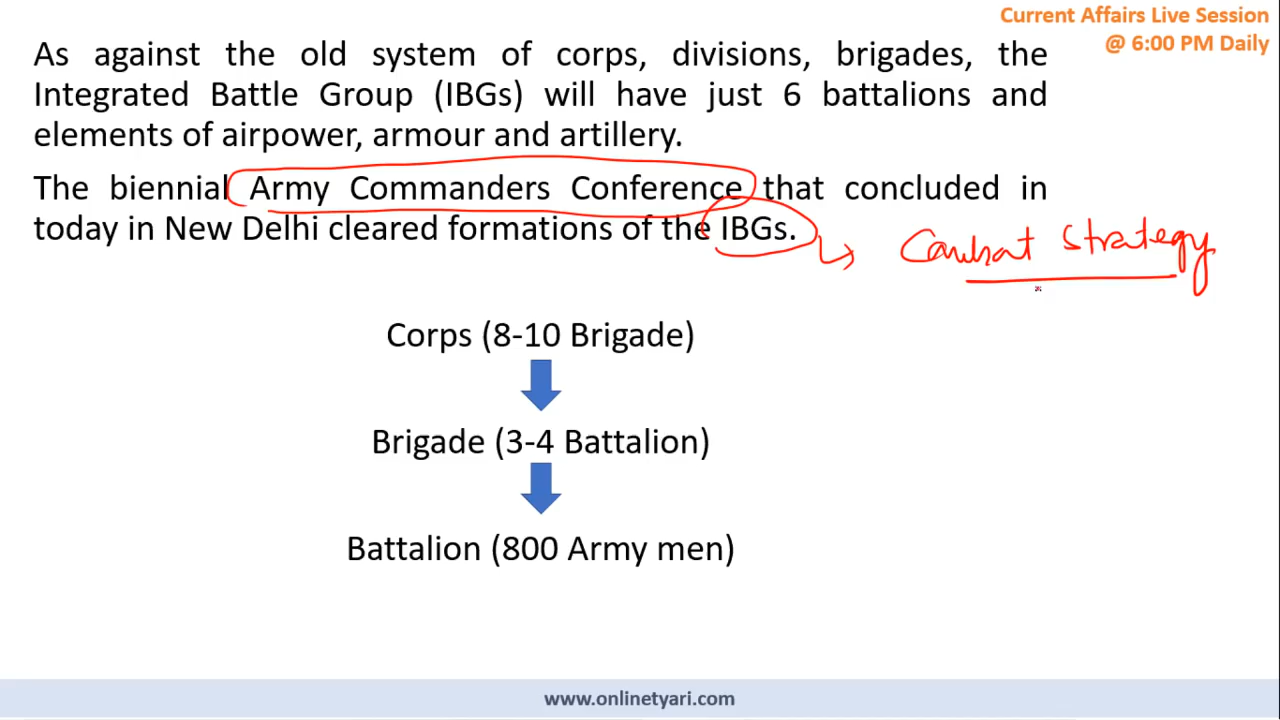 Current Affairs Live Session
@ 6:00 PM Daily
As against the old system of corps, divisions, brigades, the
Integrated Battle Group (IBGs) will have just 6 battalions and
elements of airpower, armour and artillery.
The biennial Army Commanders Conference that concluded in
today in New Delhi cleared formations of the IBGs.
Combat strategy
Corps (8-10 Brigade)
Brigade (3-4 Battalion)
Battalion (800 Army men)
www.onlinetyari.com